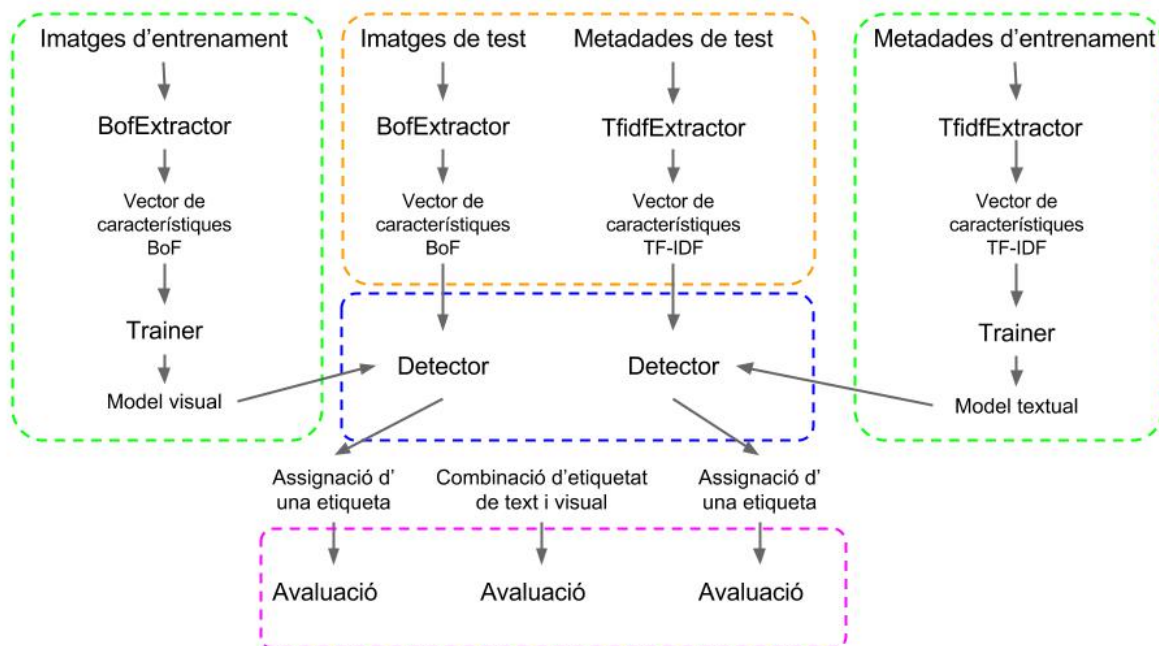 Imatges d'entrenament
Imatges de test
Metadades de test
Metadades d'entrenament
BofExtractor
BofExtractor
TfidfExtractor
TfidfExtractor
Vector de
característiques
BoF
Vector de
característiques
BoF
Vector de
característiques
TF-IDF
Vector de
característiques
TF-IDF
Trainer
Trainer
Detector
Detector
Model visual
Model textual
Assignació d'
una etiqueta
Combinació d'etiquetat
de text i visual
Assignació d'
una etiqueta
Avaluació
Avaluació
Avaluació